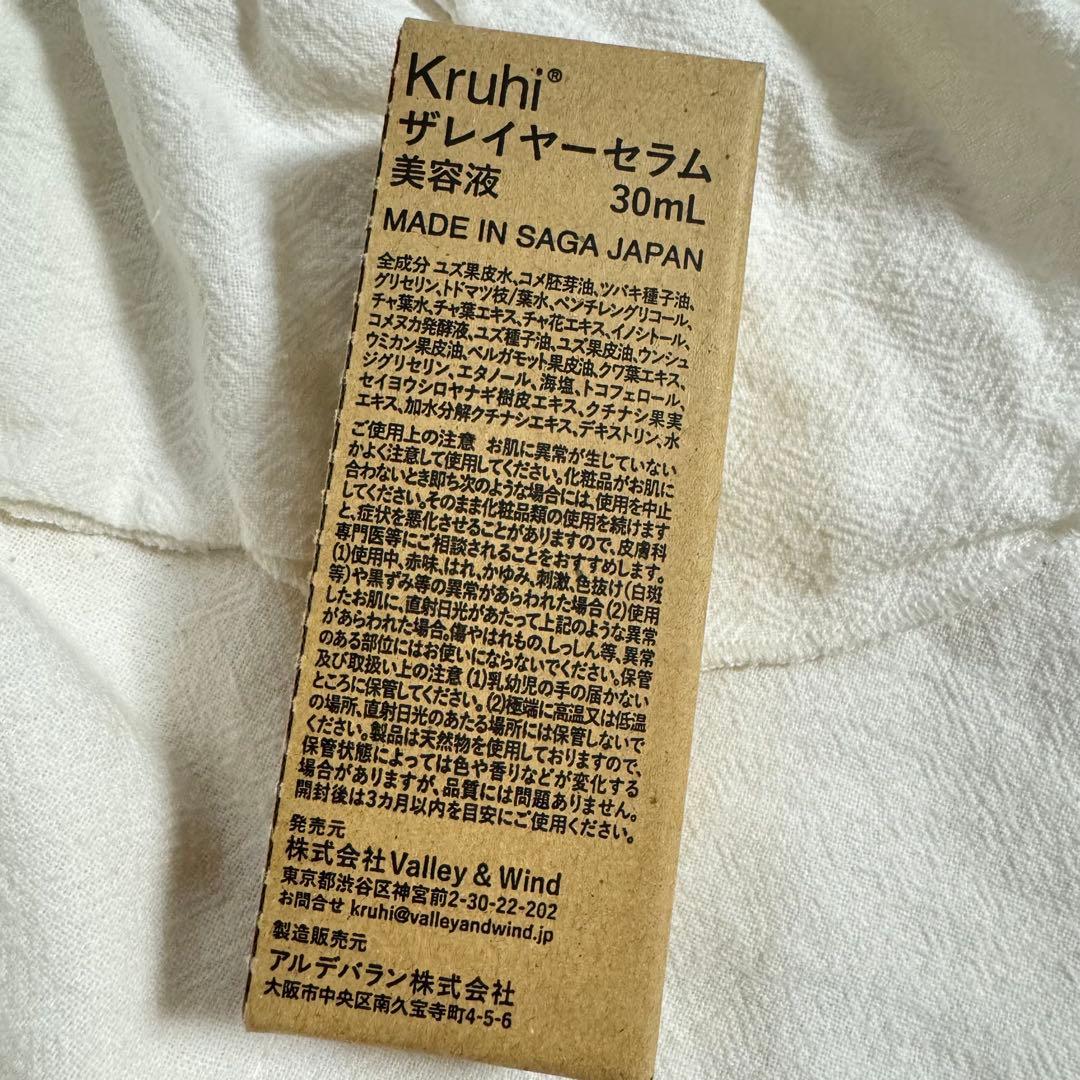 Kruhi®
ザレイヤーセラム
美容液 30mL
MADE IN SAGA JAPAN
全成分 ユズ果皮水、コメ胚芽油、ツバキ種子油、
グリセリン、トドマツ枝/葉水、ペンチレングリコール、
チャ葉水、チャ葉エキス、チャ花エキス、イノシトール、
コメヌカ発酵液、ユズ種子油、ユズ果皮油、ウンシュ
ウミカン果皮油、ベルガモット果皮油、クワ葉エキス、
ジグリセリン、エタノール、海塩、トコフェロール、
セイヨウシロヤナギ樹皮エキス、クチナシ果実
エキス、加水分解クチナシエキス、デキストリン、水
ご使用上の注意 お肌に異常が生じていない
かよく注意して使用してください。化粧品がお肌に
合わないとき即ち次のような場合には、使用を中止
してください。そのまま化粧品類の使用を続けます
と、症状を悪化させることがありますので、皮膚科
専門医等にご相談されることをおすすめします。
(1)使用中、赤味、はれ、かゆみ、刺激、色抜け(白斑
等)や黒ずみ等の異常があらわれた場合(2)使用
したお肌に、直射日光があたって上記のような異常
があらわれた場合。傷やはれもの、しっしん等、異常
のある部位にはお使いにならないでください。保管
及び取扱い上の注意(1)乳幼児の手の届かない
ところに保管してください。(2)極端に高温又は低温
の場所、直射日光のあたる場所には保管しないで
ください。製品は天然物を使用しておりますので、
保管状態によっては色や香りなどが変化する
場合がありますが、品質には問題ありません。
開封後は3カ月以内を目安にご使用ください。
発売元
株式会社Valley & Wind
東京都渋谷区神宮前2-30-22-202
お問合せ kruhi@valleyandwind.jp
製造販売元
アルデバラン株式会社
大阪市中央区南久宝寺町4-5-6